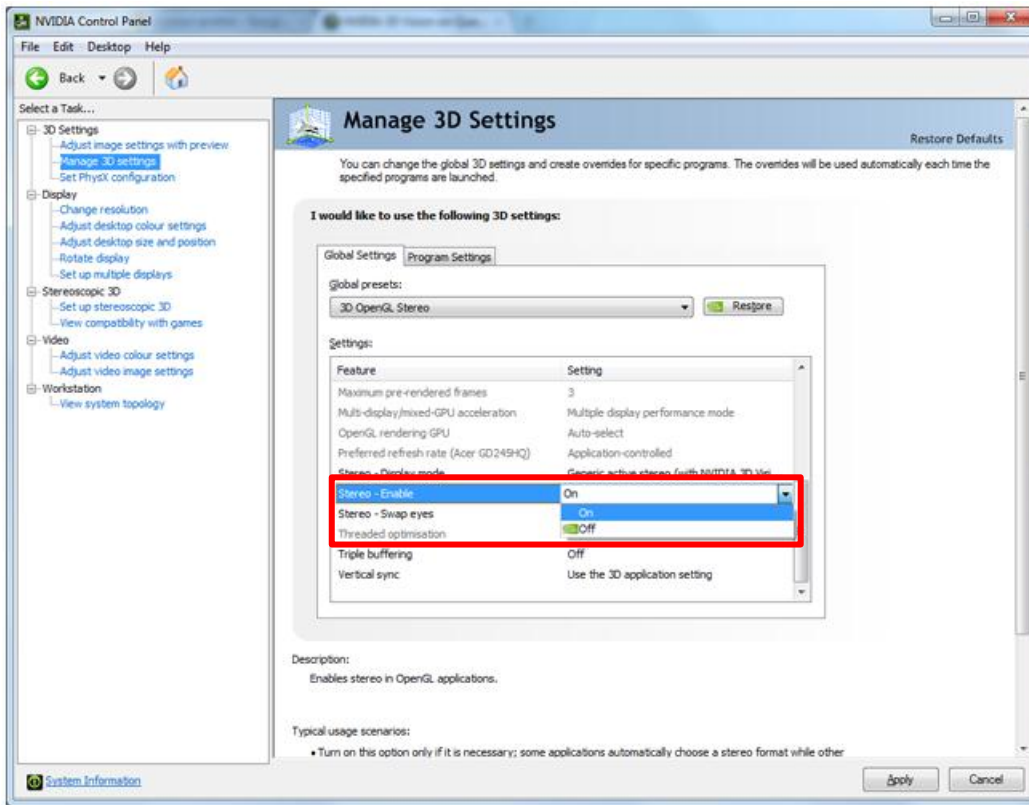 NVIDIA Control Panel
File Edit Desktop Help
Back
Select a Task...
3D Settings
Adjust image settings with preview
Manage 3D settings
Set PhysX configuration
Display
Change resolution
Adjust desktop colour settings
Adjust desktop size and position
Rotate display
Set up multiple displays
Stereoscopic 3D
Set up stereoscopic 3D
View compatibility with games
Video
Adjust video colour settings
Adjust video image settings
Workstation
View system topology
Manage 3D Settings
Restore Defaults
You can change the global 3D settings and create overrides for specific programs. The overrides will be used automatically each time the
specified programs are launched.
I would like to use the following 3D settings:
Global Settings Program Settings
Global presets:
3D OpenGL Stereo Restore
Settings:
Feature Setting
Maximum pre-rendered frames 3
Multi-display/mixed-GPU acceleration Multiple display performance mode
OpenGL rendering GPU Auto-select
Preferred refresh rate (Acer GD245HQ) Application-controlled
Stereo - Display mode Generic active stereo (with NVIDIA 3D Visi
Stereo - Enable On
Stereo - Swap eyes On
Threaded optimisation Off
Triple buffering Off
Vertical sync Use the 3D application setting
Description:
Enables stereo in OpenGL applications.
Typical usage scenarios:
• Turn on this option only if it is necessary; some applications automatically choose a stereo format while other
System Information Apply Cancel